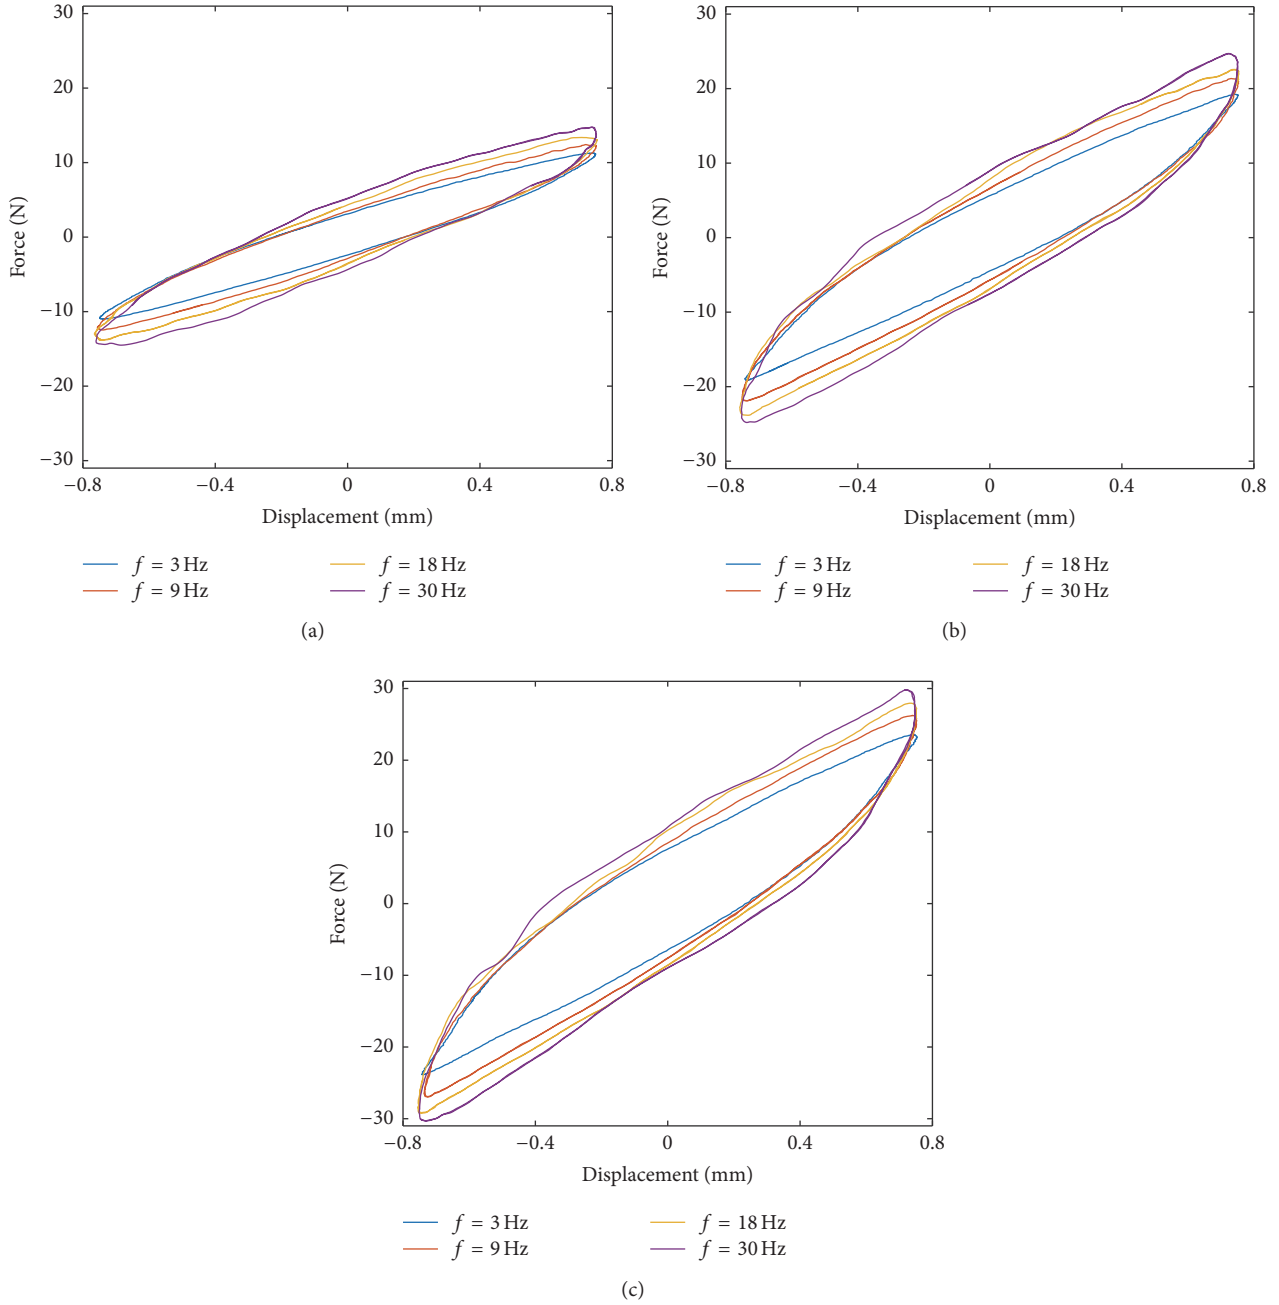 30
20
10
0
−10
−20
−30
Force (N)
−0.8 −0.4 0 0.4 0.8
Displacement (mm)
f = 3 Hz f = 18 Hz
f = 9 Hz f = 30 Hz
(a)
30
20
10
0
−10
−20
−30
Force (N)
−0.8 −0.4 0 0.4 0.8
Displacement (mm)
f = 3 Hz f = 18 Hz
f = 9 Hz f = 30 Hz
(b)
30
20
10
0
−10
−20
−30
Force (N)
−0.8 −0.4 0 0.4 0.8
Displacement (mm)
f = 3 Hz f = 18 Hz
f = 9 Hz f = 30 Hz
(c)